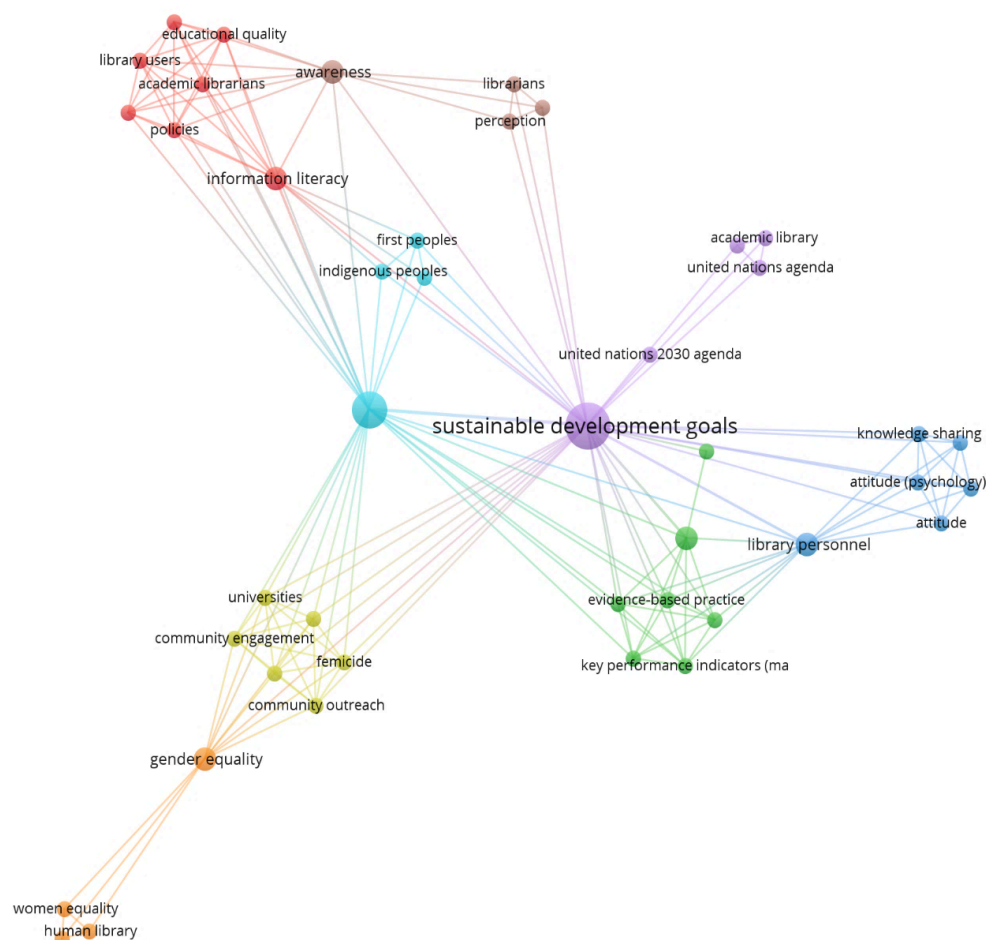 educational quality
library users
awareness
academic librarians
librarians
perception
policies
information literacy
first peoples
academic library
indigenous peoples
united nations agenda
united nations 2030 agenda
sustainable development goals
knowledge sharing
attitude (psychology)
attitude
library personnel
universities
evidence-based practice
community engagement
femicide
key performance indicators (ma
community outreach
gender equality
women equality
human library